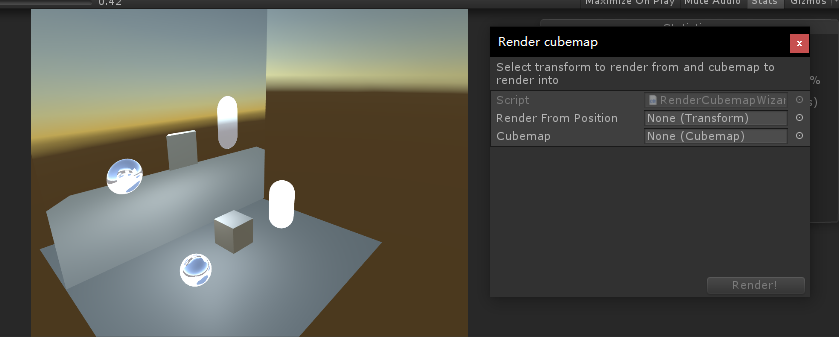 0.42
Maximize On Play Mute Audio Stats Gizmos
Render cubemap
x
Select transform to render from and cubemap to
render into
Script RenderCubemapWizar
Render From Position None (Transform)
Cubemap None (Cubemap)
%
s)
Render!